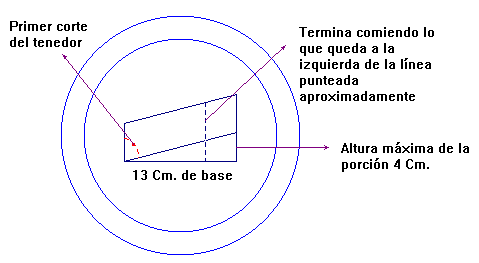 Primer corte
del tenedor
Termina comiendo lo
que queda a la
izquierda de la línea
punteada
aproximadamente
Altura máxima de la
porción 4 Cm.
13 Cm. de base